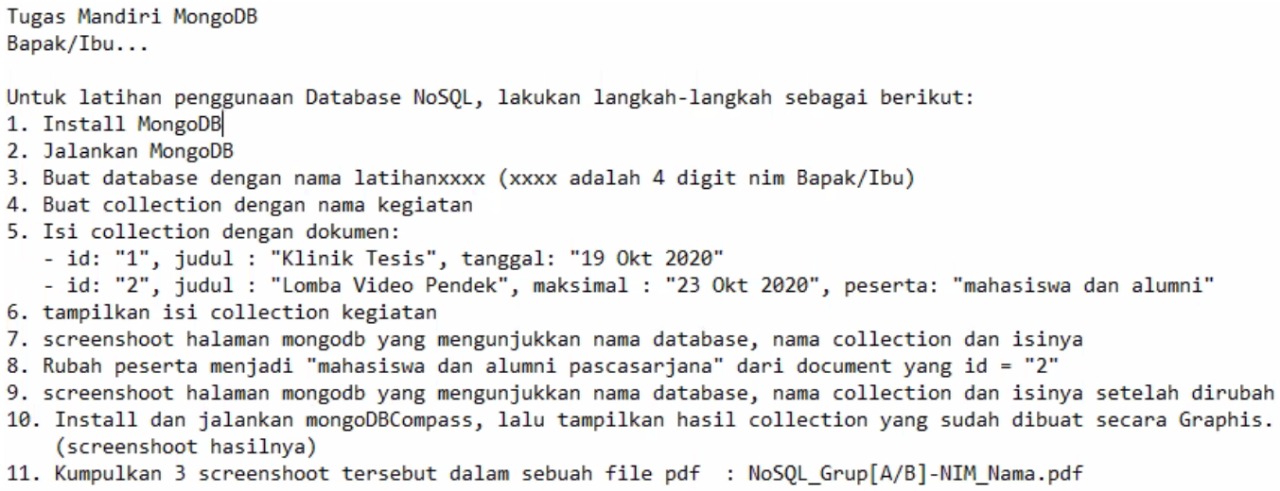 Tugas Mandiri MongoDB
Bapak/Ibu...
Untuk latihan penggunaan Database NoSQL, lakukan langkah-langkah sebagai berikut:
1. Install MongoDB
2. Jalankan MongoDB
3. Buat database dengan nama latihanxxxx (xxxx adalah 4 digit nim Bapak/Ibu)
4. Buat collection dengan nama kegiatan
5. Isi collection dengan dokumen:
- id: "1", judul : "Klinik Tesis", tanggal: "19 Okt 2020"
- id: "2", judul : "Lomba Video Pendek", maksimal : "23 Okt 2020", peserta: "mahasiswa dan alumni"
6. tampilkan isi collection kegiatan
7. screenshoot halaman mongodb yang mengunjukkan nama database, nama collection dan isinya
8. Rubah peserta menjadi "mahasiswa dan alumni pascasarjana" dari document yang id = "2"
9. screenshoot halaman mongodb yang mengunjukkan nama database, nama collection dan isinya setelah dirubah
10. Install dan jalankan mongoDBCompass, lalu tampilkan hasil collection yang sudah dibuat secara Graphis.
(screenshoot hasilnya)
11. Kumpulkan 3 screenshoot tersebut dalam sebuah file pdf : NoSQL_Grup[A/B]-NIM_Nama.pdf